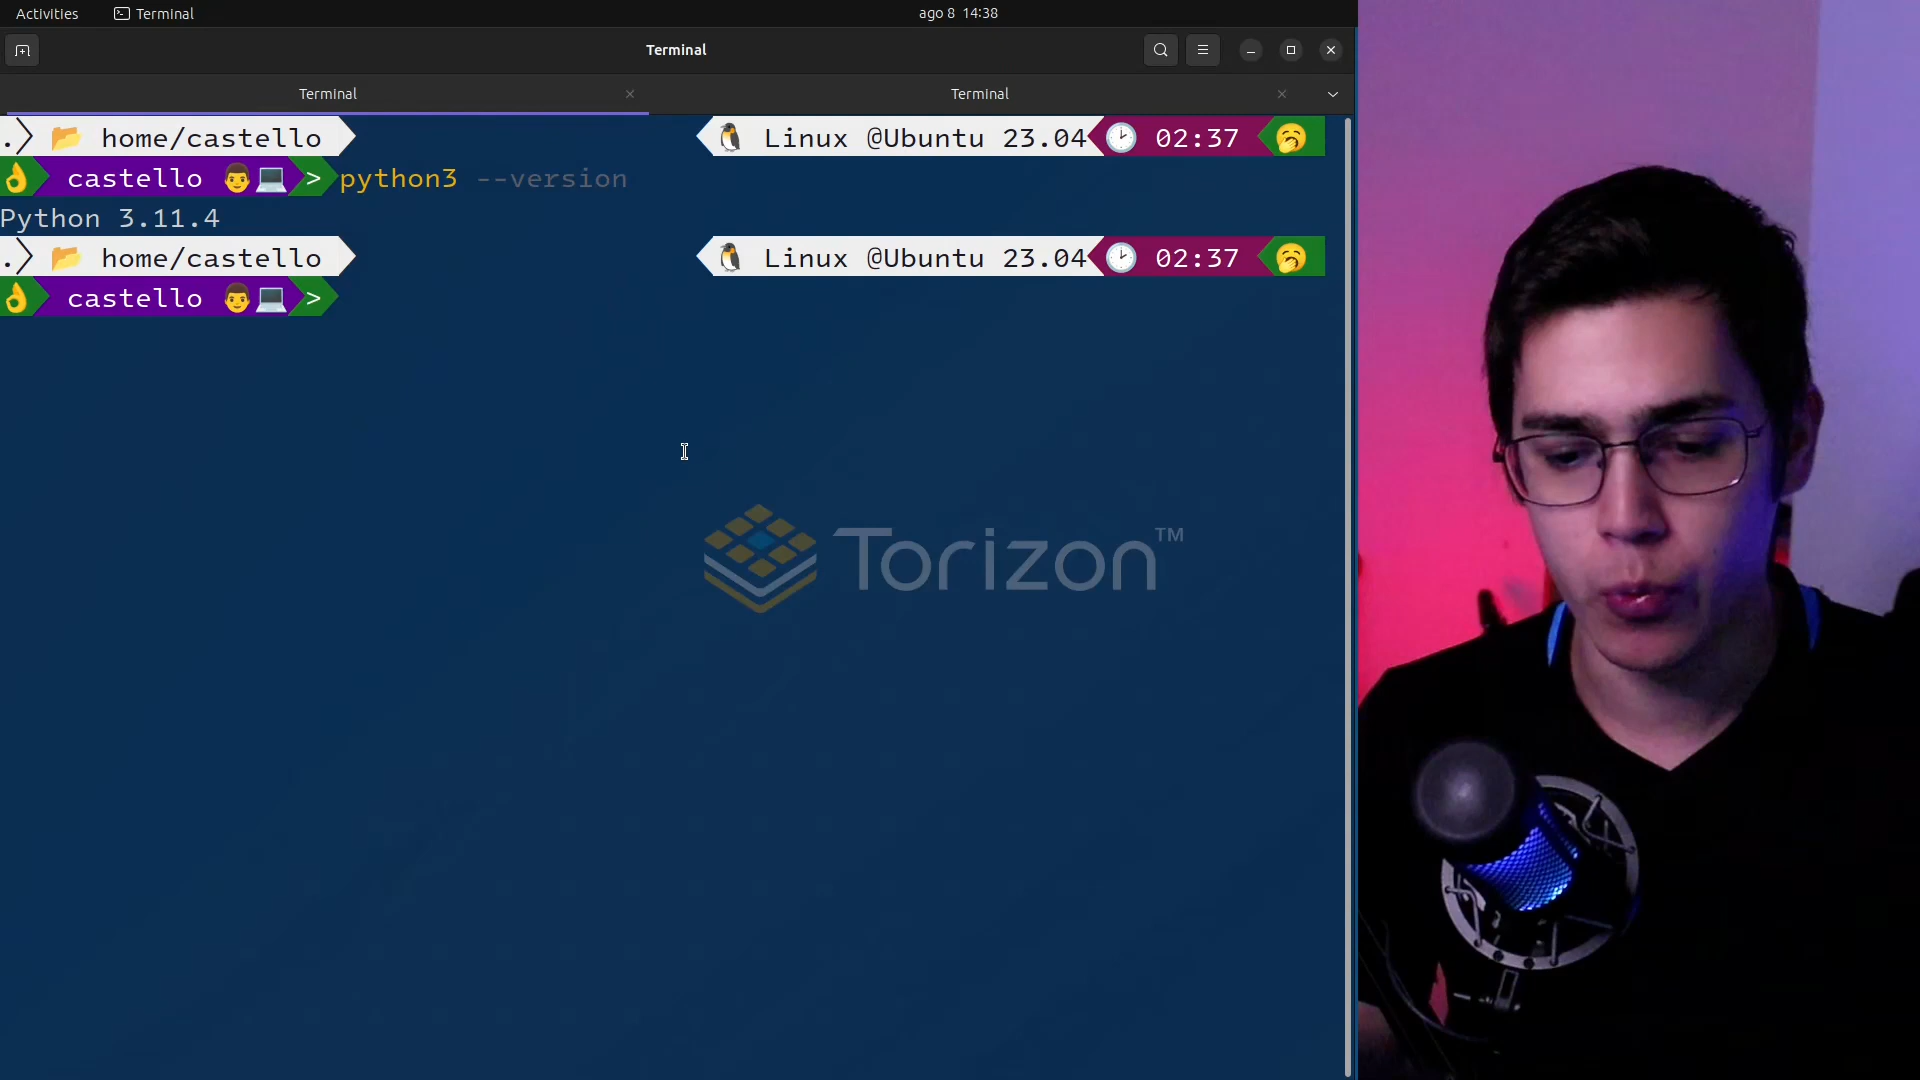 Activities Terminal ago 8 14:38
Terminal
Terminal Terminal
home/castello Linux @Ubuntu 23.04 02:37
castello > python3 --version
Python 3.11.4
home/castello Linux @Ubuntu 23.04 02:37
castello >
Torizon™